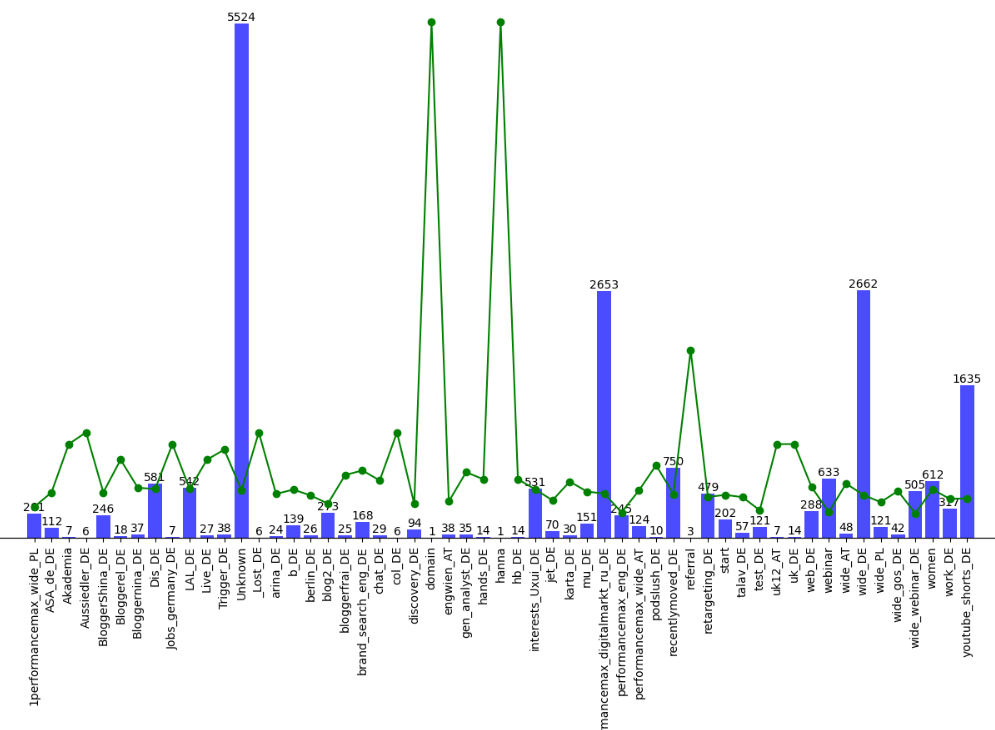 5524
2653
2662
1635
581
542
750
633
612
531
479
505
246
112
7
6
18
37
7
27
38
6
24
139
26
273
25
168
29
6
94
1
38
35
14
1
14
70
30
151
245
124
10
3
202
57
121
7
14
288
48
121
42
317
1performancemax_wide_PL
ASA_de_DE
Akademia
Aussiedler_DE
BloggerShina_DE
Bloggerel_DE
Bloggernina_DE
Dis_DE
Jobs_germany_DE
LAL_DE
Live_DE
Trigger_DE
Unknown
Lost_DE
arina_DE
b_DE
berlin_DE
blog2_DE
bloggerfrai_DE
brand_search_eng_DE
chat_DE
col_DE
discovery_DE
domain
engwien_AT
gen_analyst_DE
hands_DE
hanna
hb_DE
interests_Uxui_DE
jet_DE
karta_DE
mu_DE
rmancemax_digitalmarkt_ru_DE
performancemax_eng_DE
performancemax_wide_AT
podslush_DE
recentlymoved_DE
referral
retargeting_DE
start
talav_DE
test_DE
uk12_AT
uk_DE
web_DE
webinar
wide_AT
wide_DE
wide_PL
wide_gos_DE
wide_webinar_DE
women
work_DE
youtube_shorts_DE